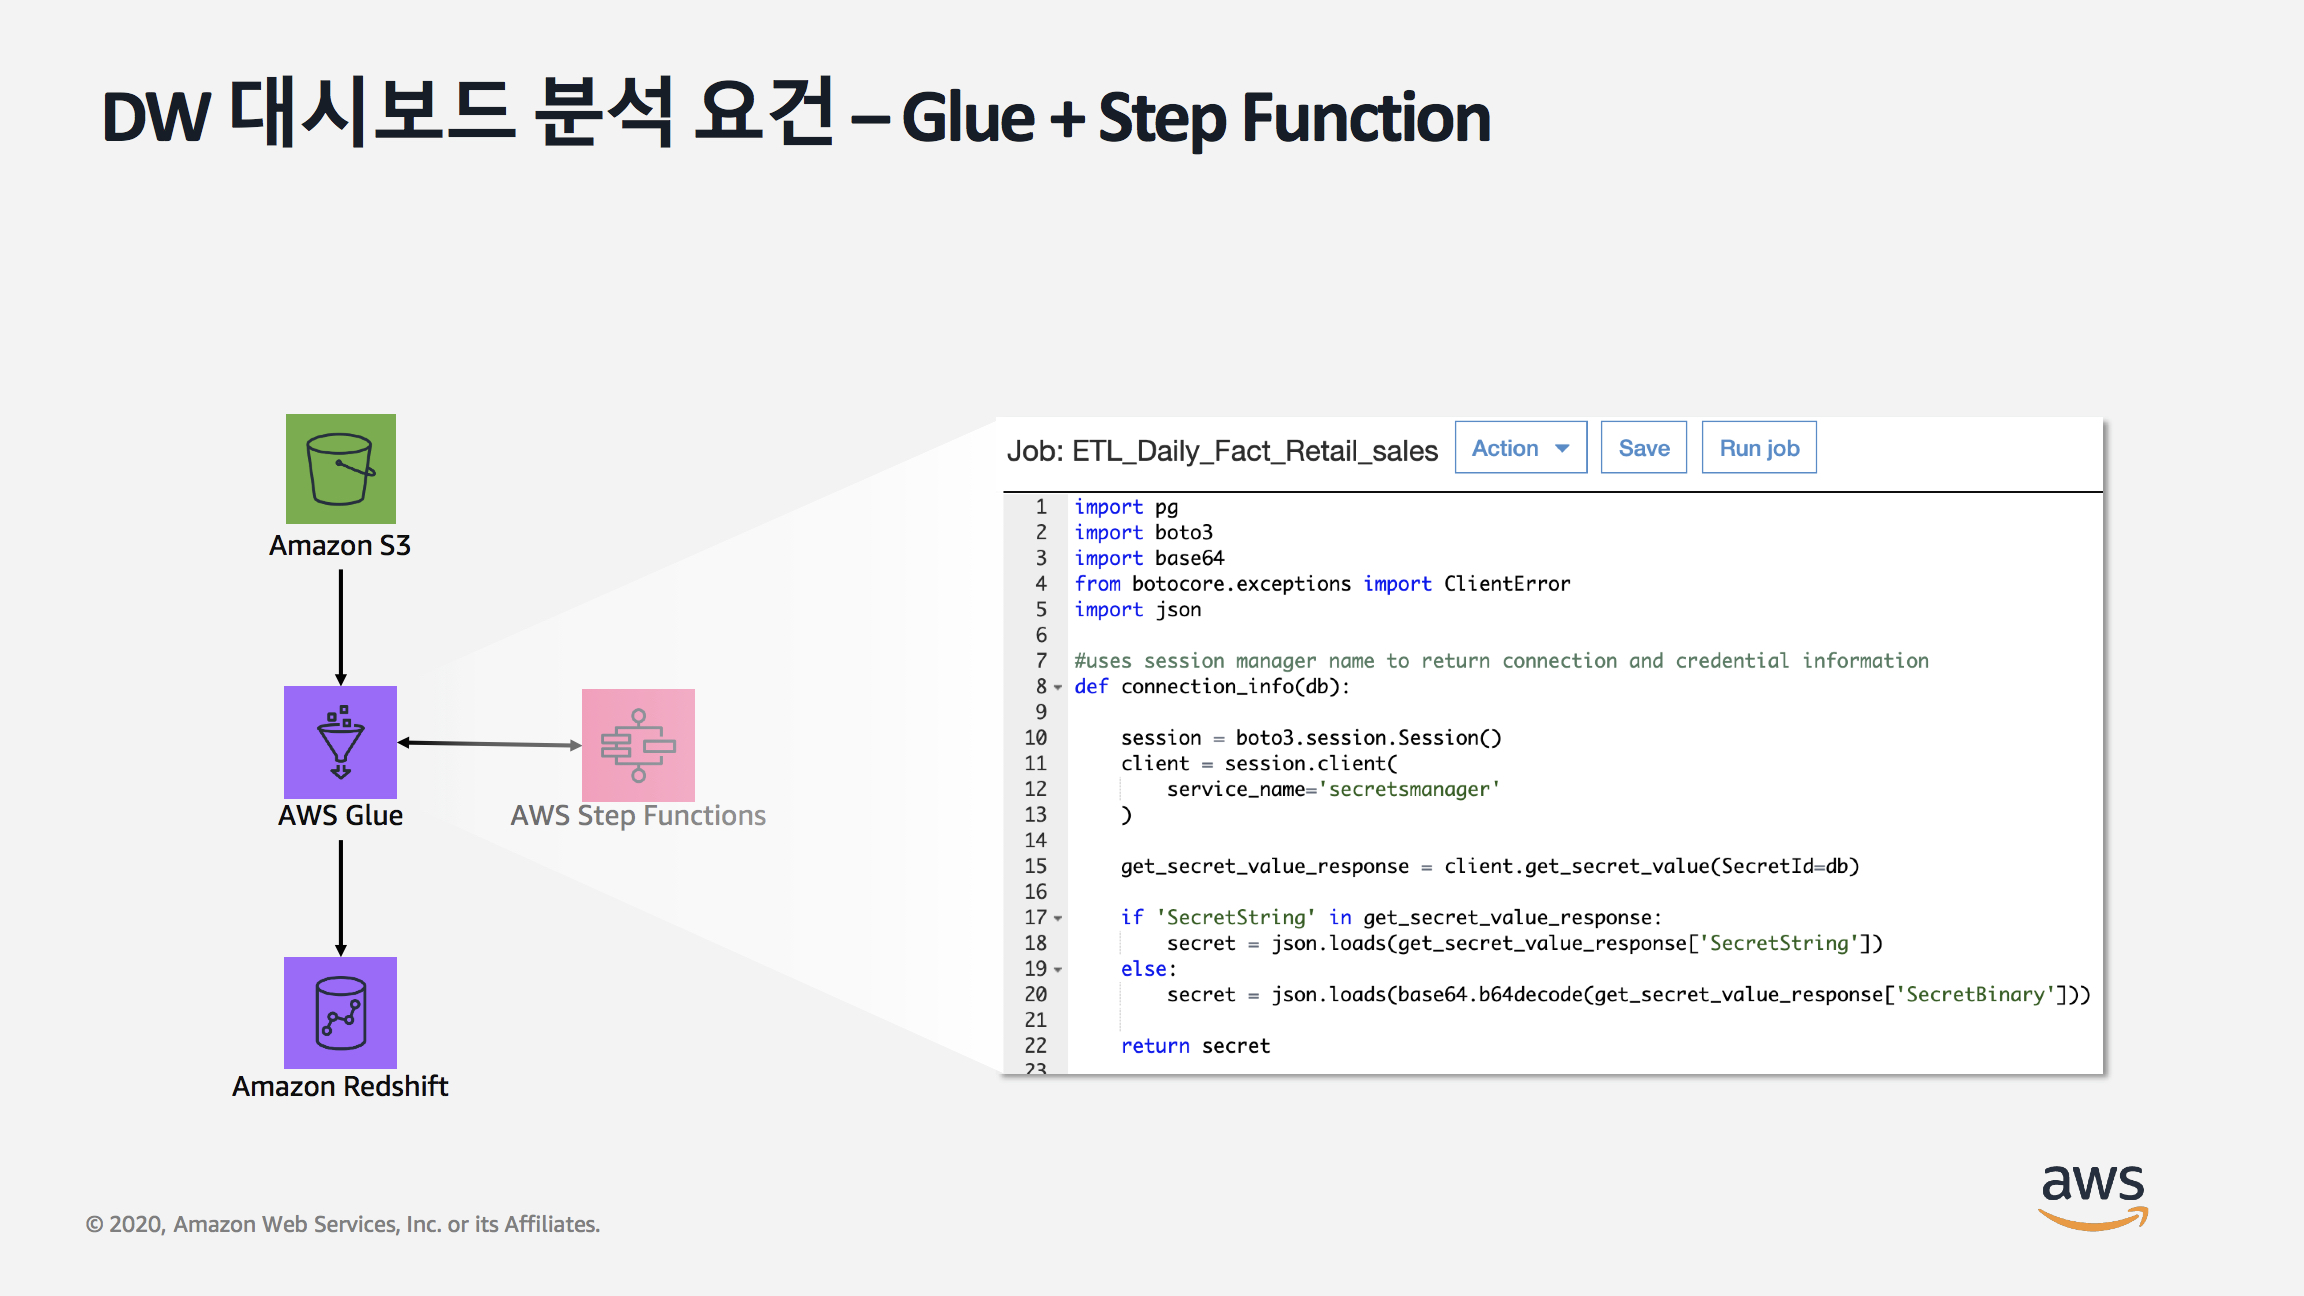 DW 대시보드 분석 요건 – Glue + Step Function
Amazon S3
AWS Glue
AWS Step Functions
Amazon Redshift
Job: ETL_Daily_Fact_Retail_sales
Action
Save
Run job
1 import pg
2 import boto3
3 import base64
4 from botocore.exceptions import ClientError
5 import json
6
7 #uses session manager name to return connection and credential information
8 def connection_info(db):
9
10     session = boto3.session.Session()
11     client = session.client(
12         service_name='secretsmanager'
13     )
14
15     get_secret_value_response = client.get_secret_value(SecretId=db)
16
17     if 'SecretString' in get_secret_value_response:
18         secret = json.loads(get_secret_value_response['SecretString'])
19     else:
20         secret = json.loads(base64.b64decode(get_secret_value_response['SecretBinary']))
21
22     return secret
23
© 2020, Amazon Web Services, Inc. or its Affiliates.
aws